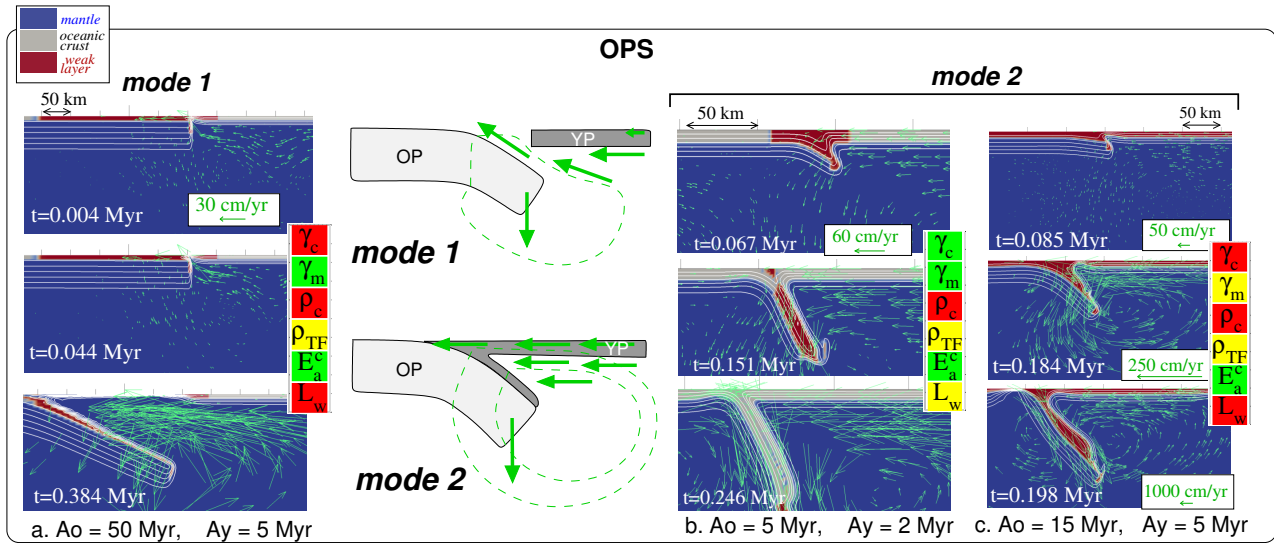 mantle
oceanic
crust
weak
layer
OPS
mode 1
mode 2
50 km
t=0.004 Myr
30 cm/yr
t=0.044 Myr
t=0.384 Myr
γc
γm
ρc
ρTF
Eac
Lw
a. Ao = 50 Myr, Ay = 5 Myr
OP
YP
mode 1
OP
YP
mode 2
50 km
t=0.067 Myr
60 cm/yr
t=0.151 Myr
t=0.246 Myr
γc
γm
ρc
ρTF
Eac
Lw
b. Ao = 5 Myr, Ay = 2 Myr
50 km
t=0.085 Myr
50 cm/yr
t=0.184 Myr
250 cm/yr
t=0.198 Myr
1000 cm/yr
γc
γm
ρc
ρTF
Eac
Lw
c. Ao = 15 Myr, Ay = 5 Myr